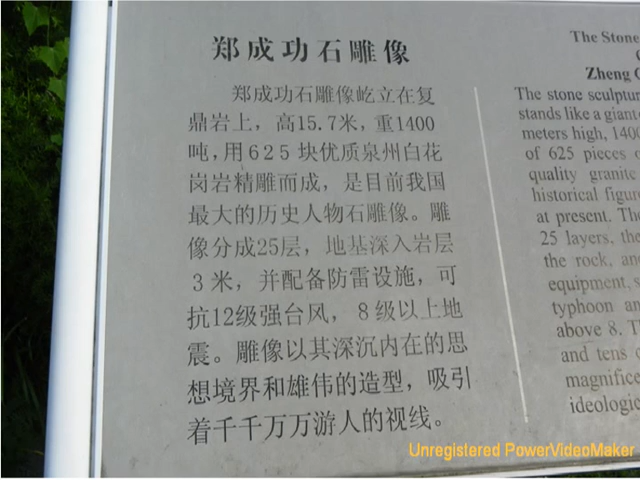 郑成功石雕像
郑成功石雕像屹立在复
鼎岩上，高15.7米，重1400
吨，用625块优质泉州白花
岗岩精雕而成，是目前我国
最大的历史人物石雕像。雕
像分成25层，地基深入岩层
3米，并配备防雷设施，可
抗12级强台风，8级以上地
震。雕像以其深沉内在的思
想境界和雄伟的造型，吸引
着千千万万游人的视线。
The Stone
Zheng
The stone
stands like a giant
meters high, 1400
of 625 pieces
quality granite
historical
at present. The
25 layers, the
the rock, and
equipment,
typhoon
above 8.
and tens
Unregistered PowerVideoMaker